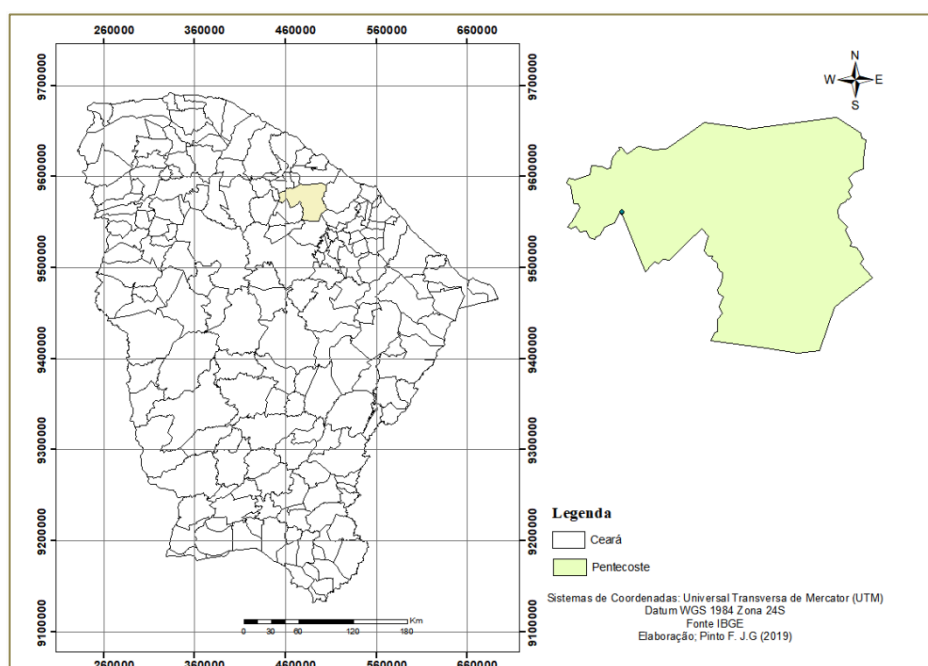 260000 360000 460000 560000 660000
9700000 9700000
9600000 9600000
9500000 9500000
9400000 9400000
9300000 9300000
9200000 9200000
9100000 9100000
Km
0 30 60 120 180
260000 360000 460000 560000 660000
N
W E
S
Legenda
Ceará
Pentecoste
Sistemas de Coordenadas: Universal Transversa de Mercator (UTM)
Datum WGS 1984 Zona 24S
Fonte IBGE
Elaboração; Pinto F. J.G (2019)